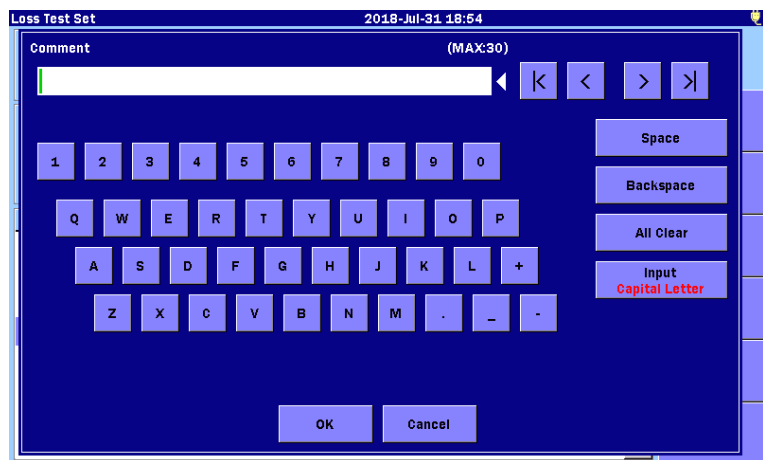 Loss Test Set 2018-Jul-31 18:54
Comment (MAX:30)
|< < > >|
Space
1 2 3 4 5 6 7 8 9 0
Backspace
Q W E R T Y U I O P
All Clear
A S D F G H J K L +
Input
Capital Letter
Z X C V B N M . _ -
OK Cancel